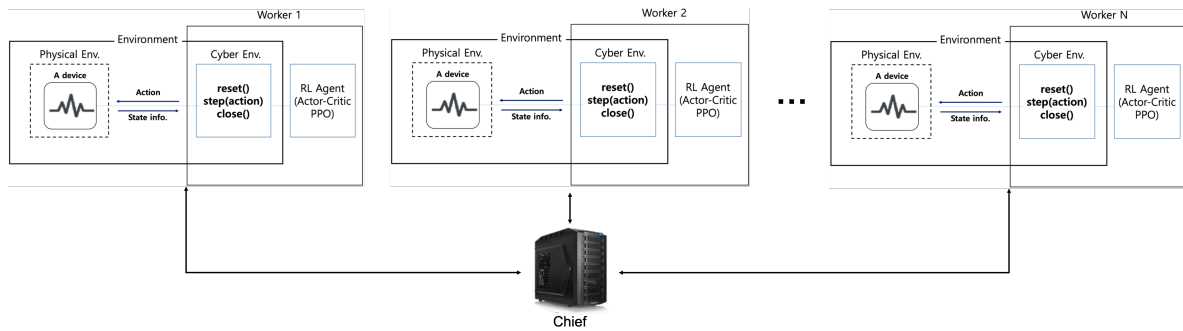 Worker 1
Environment
Physical Env.
Cyber Env.
A device
Action
State info.
reset()
step(action)
close()
RL Agent
(Actor-Critic
PPO)
Worker 2
Environment
Physical Env.
Cyber Env.
A device
Action
State info.
reset()
step(action)
close()
RL Agent
(Actor-Critic
PPO)
...
Worker N
Environment
Physical Env.
Cyber Env.
A device
Action
State info.
reset()
step(action)
close()
RL Agent
(Actor-Critic
PPO)
Chief